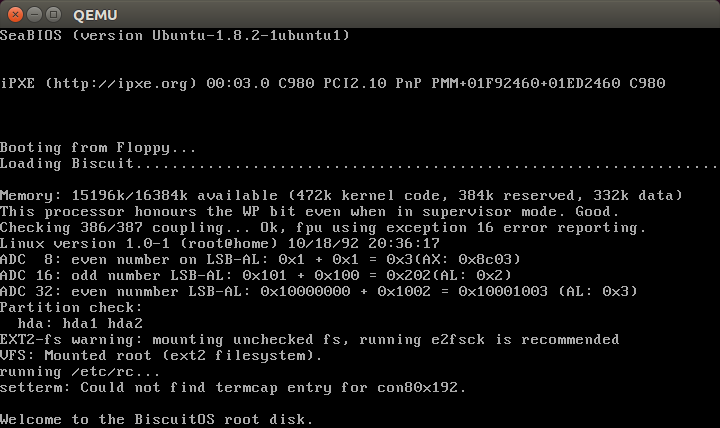 QEMU
SeaBIOS (version Ubuntu-1.8.2-1ubuntu1)
iPXE (http://ipxe.org) 00:03.0 C980 PCI2.10 PnP PMM+01F92460+01ED2460 C980
Booting from Floppy...
Loading Biscuit................................................................
Memory: 15196k/16384k available (472k kernel code, 384k reserved, 332k data)
This processor honours the WP bit even when in supervisor mode. Good.
Checking 386/387 coupling... Ok, fpu using exception 16 error reporting.
Linux version 1.0-1 (root@home) 10/18/92 20:36:17
ADC  8: even number on LSB-AL: 0x1 + 0x1 = 0x3(AX: 0x8c03)
ADC 16: odd number LSB-AL: 0x101 + 0x100 = 0x202(AL: 0x2)
ADC 32: even nunmber LSB-AL: 0x10000000 + 0x1002 = 0x10001003 (AL: 0x3)
Partition check:
  hda: hda1 hda2
EXT2-fs warning: mounting unchecked fs, running e2fsck is recommended
VFS: Mounted root (ext2 filesystem).
running /etc/rc...
setterm: Could not find termcap entry for con80x192.
Welcome to the BiscuitOS root disk.